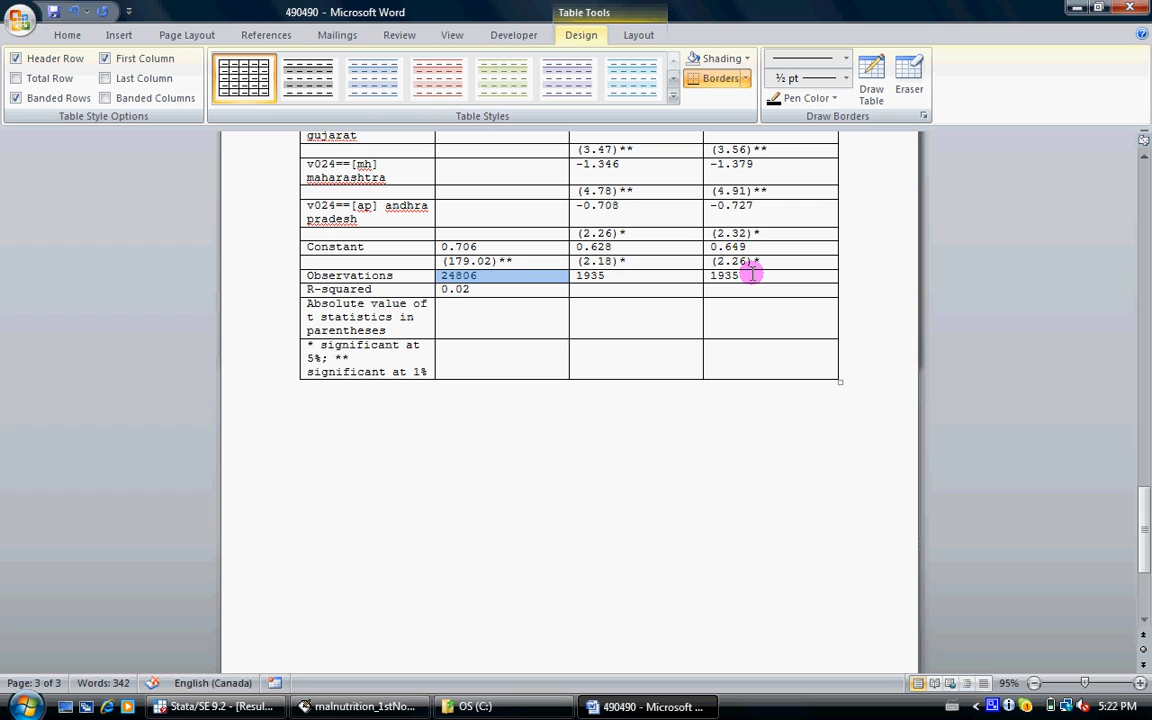 490490 - Microsoft Word
Table Tools
Home Insert Page Layout References Mailings Review View Developer Design Layout
Header Row First Column
Total Row Last Column
Banded Rows Banded Columns
Table Style Options
Table Styles
Shading
Borders
½ pt
Pen Color
Draw Table
Eraser
Draw Borders
gujarat
(3.47)** (3.56)**
v024==[mh] -1.346 -1.379
maharashtra
(4.78)** (4.91)**
v024==[ap] andhra -0.708 -0.727
pradesh
(2.26)* (2.32)*
Constant 0.706 0.628 0.649
(179.02)** (2.18)* (2.26)*
Observations 24806 1935 1935
R-squared 0.02
Absolute value of
t statistics in
parentheses
* significant at
5%; **
significant at 1%
Page: 3 of 3 Words: 342 English (Canada) 95%
Stata/SE 9.2 - [Resul... malnutrition_1stNo... OS (C:) 490490 - Microsoft ... 5:22 PM